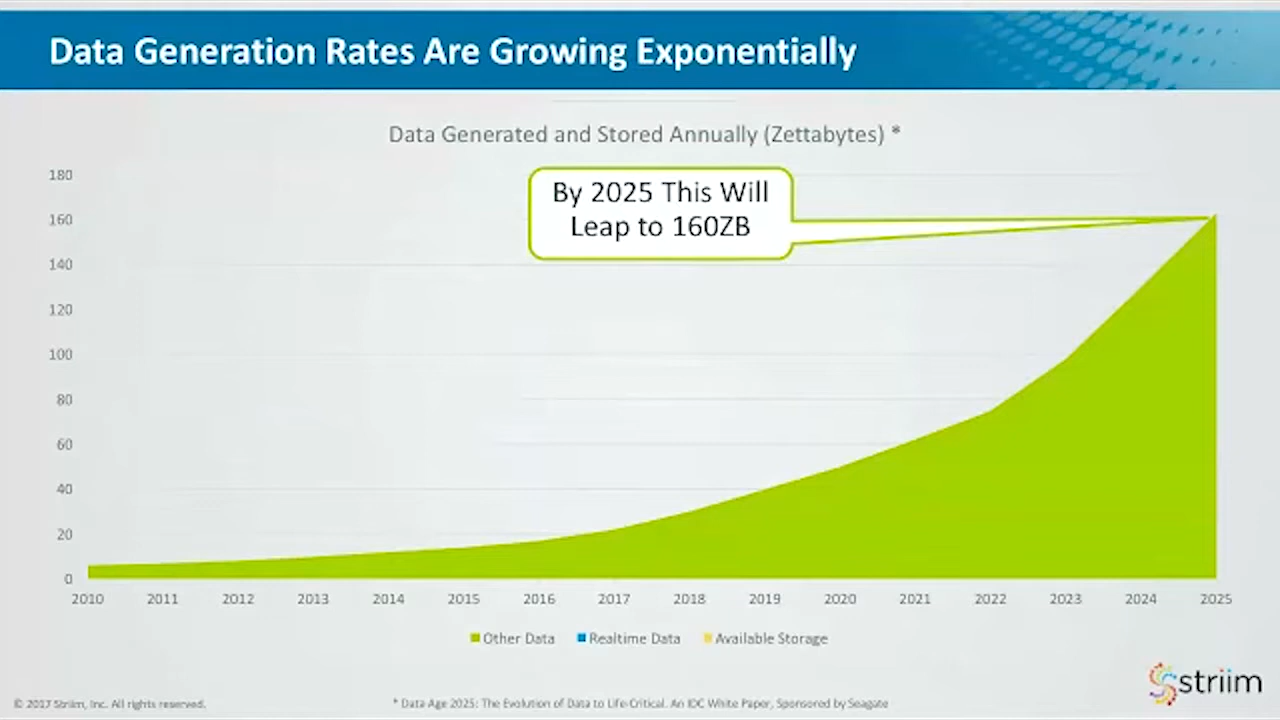 Data Generation Rates Are Growing Exponentially
Data Generated and Stored Annually (Zettabytes) *
By 2025 This Will
Leap to 160ZB
180
160
140
120
100
80
60
40
20
0
2010 2011 2012 2013 2014 2015 2016 2017 2018 2019 2020 2021 2022 2023 2024 2025
Other Data Realtime Data Available Storage
striim
© 2017 Striim, Inc. All rights reserved.
* Data Age 2025: The Evolution of Data to Life-Critical. An IDC White Paper, Sponsored by Seagate